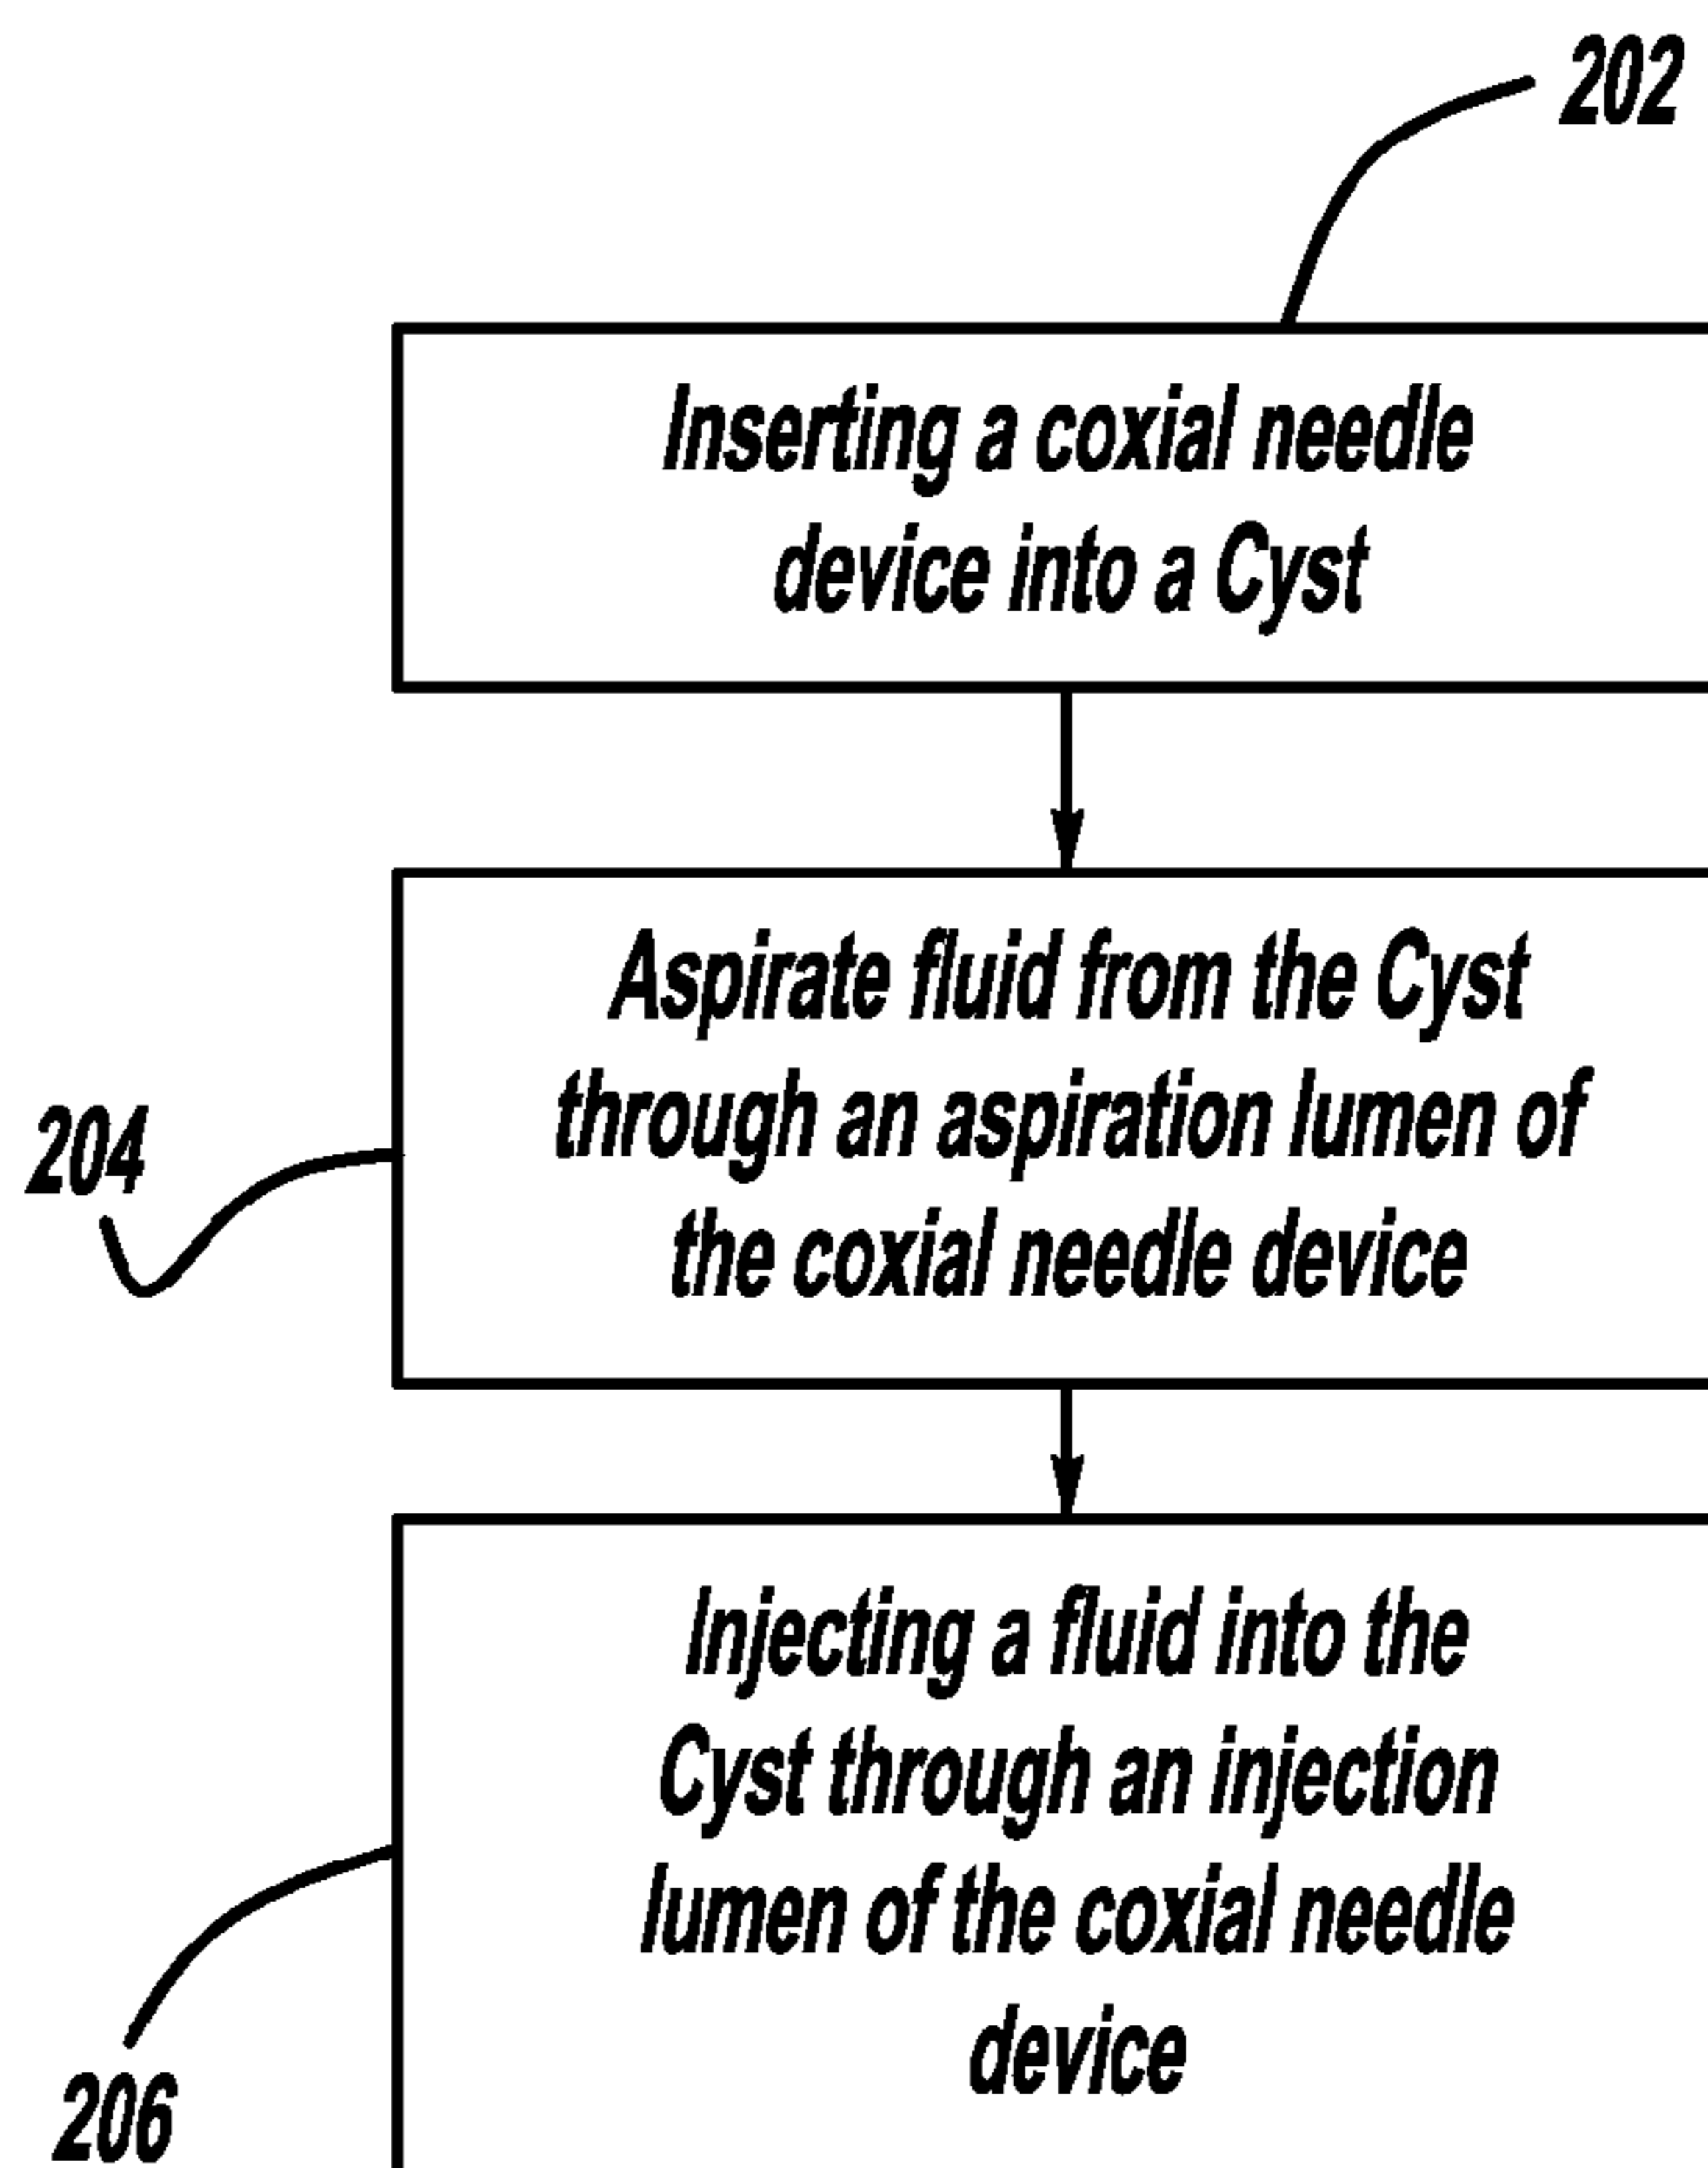 202
Inserting a coxial needle
device into a Cyst
Aspirate fluid from the Cyst
through an aspiration lumen of
the coxial needle device
204
Injecting a fluid into the
Cyst through an injection
lumen of the coxial needle
device
206